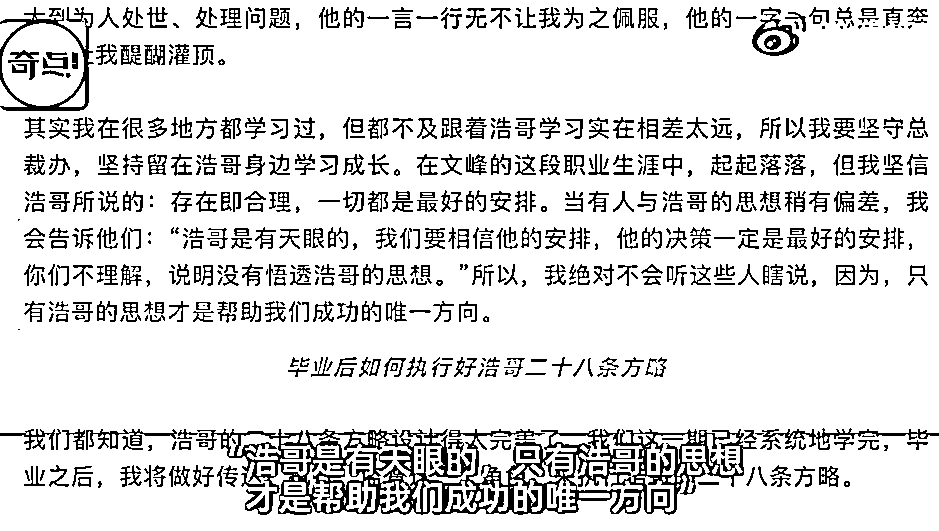 大到为人处世、处理问题，他的一言一行无不让我为之佩服，他的一字一句总是
奇点!
让我醍醐灌顶。
其实我在很多地方都学习过，但都不及跟着浩哥学习实在相差太远，所以我要坚守总
裁办，坚持留在浩哥身边学习成长。在文峰的这段职业生涯中，起起落落，但我坚信
浩哥所说的：存在即合理，一切都是最好的安排。当有人与浩哥的思想稍有偏差，我
会告诉他们：“浩哥是有天眼的，我们要相信他的安排，他的决策一定是最好的安排，
你们不理解，说明没有悟透浩哥的思想。”所以，我绝对不会听这些人瞎说，因为，只
有浩哥的思想才是帮助我们成功的唯一方向。
毕业后如何执行好浩哥二十八条方略
我们都知道，浩哥的二十八条方略设计得太完美了，我们这一期已经系统地学完，毕
业之后，我将做好传
十八条方略。
“浩哥是有天眼的 只有浩哥的思想
才是帮助我们成功的唯一方向”